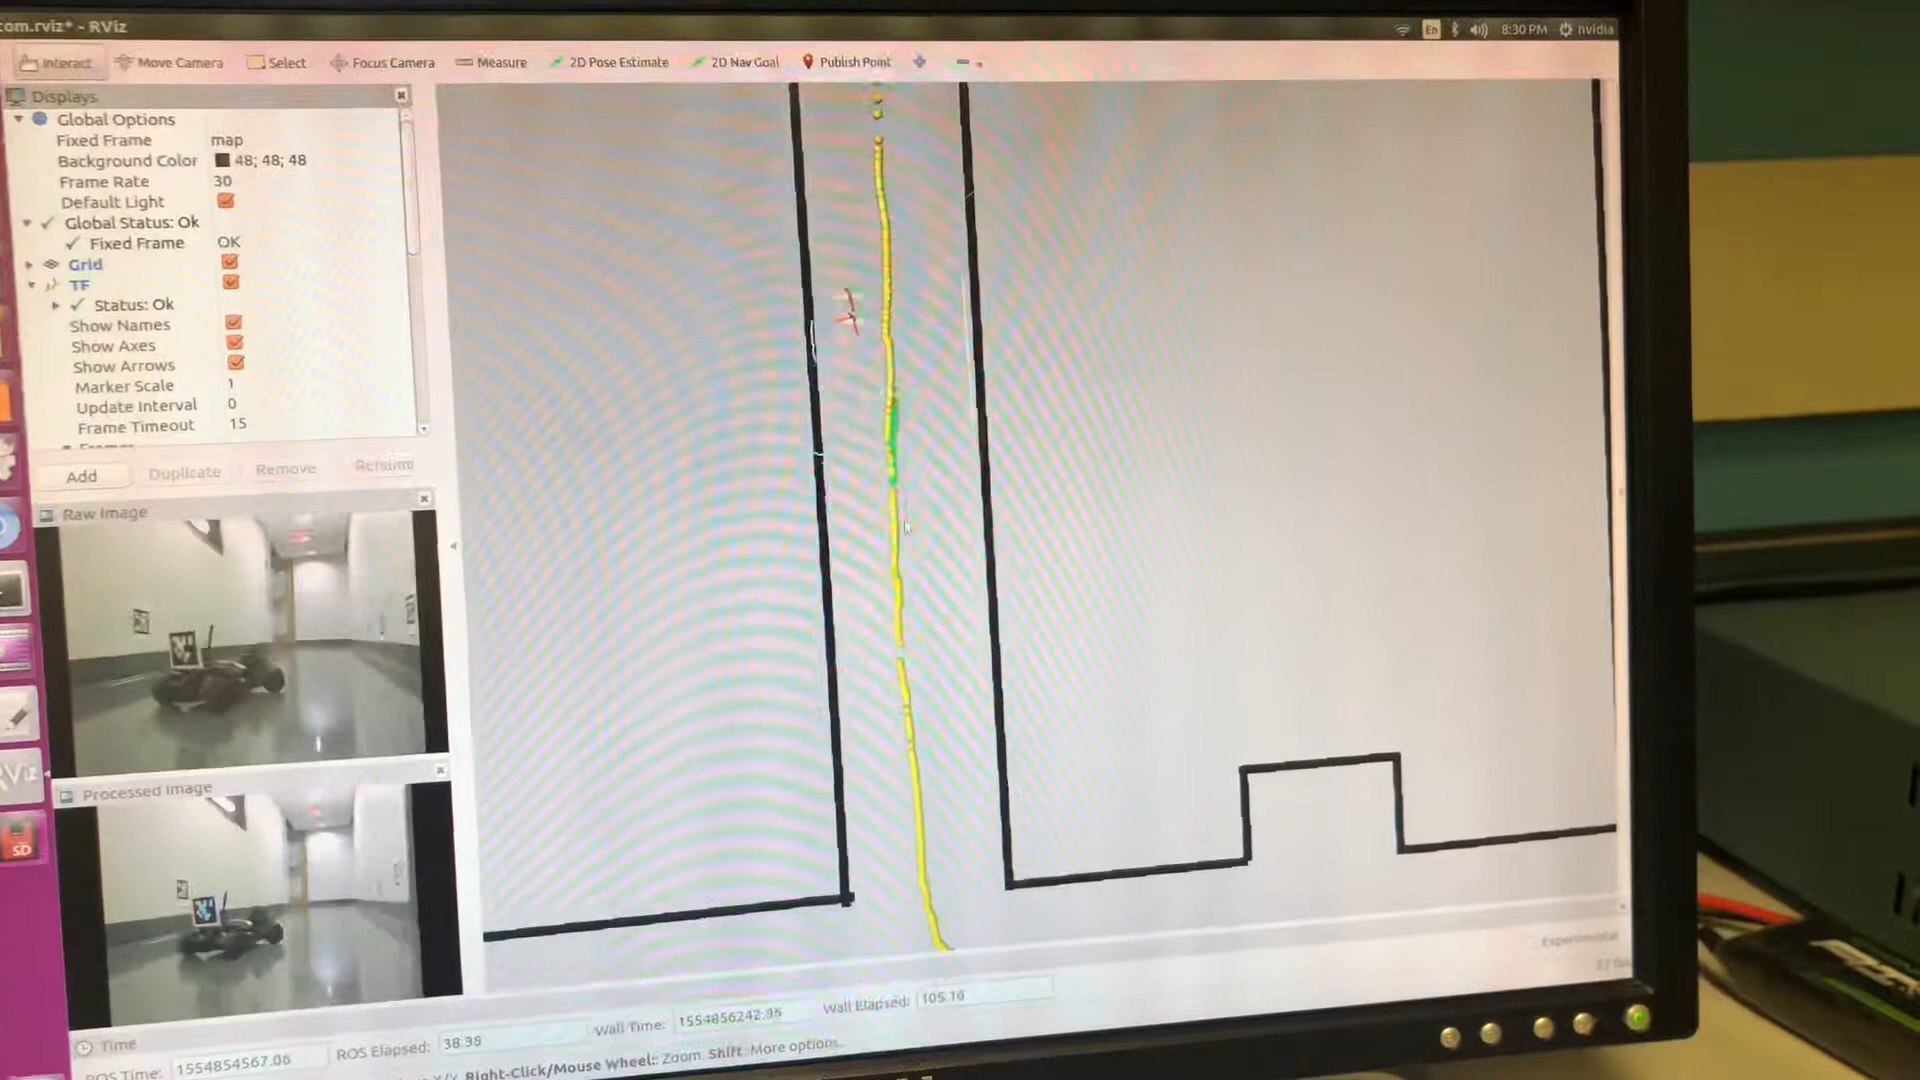 com.rviz* - RViz
En 8:30 PM nvidia
Interact Move Camera Select Focus Camera Measure 2D Pose Estimate 2D Nav Goal Publish Point
Displays
Global Options
Fixed Frame map
Background Color 48; 48; 48
Frame Rate 30
Default Light
Global Status: Ok
Fixed Frame OK
Grid
TF
Status: Ok
Show Names
Show Axes
Show Arrows
Marker Scale 1
Update Interval 0
Frame Timeout 15
Add Duplicate Remove Rename
Raw Image
RViz
Processed Image
SD
Experimental
Time
ROS Time: 1554854567.06 ROS Elapsed: 38.38 Wall Time: 1554856242.95 Wall Elapsed: 105.16
Right-Click/Mouse Wheel:: Zoom. Shift: More options.